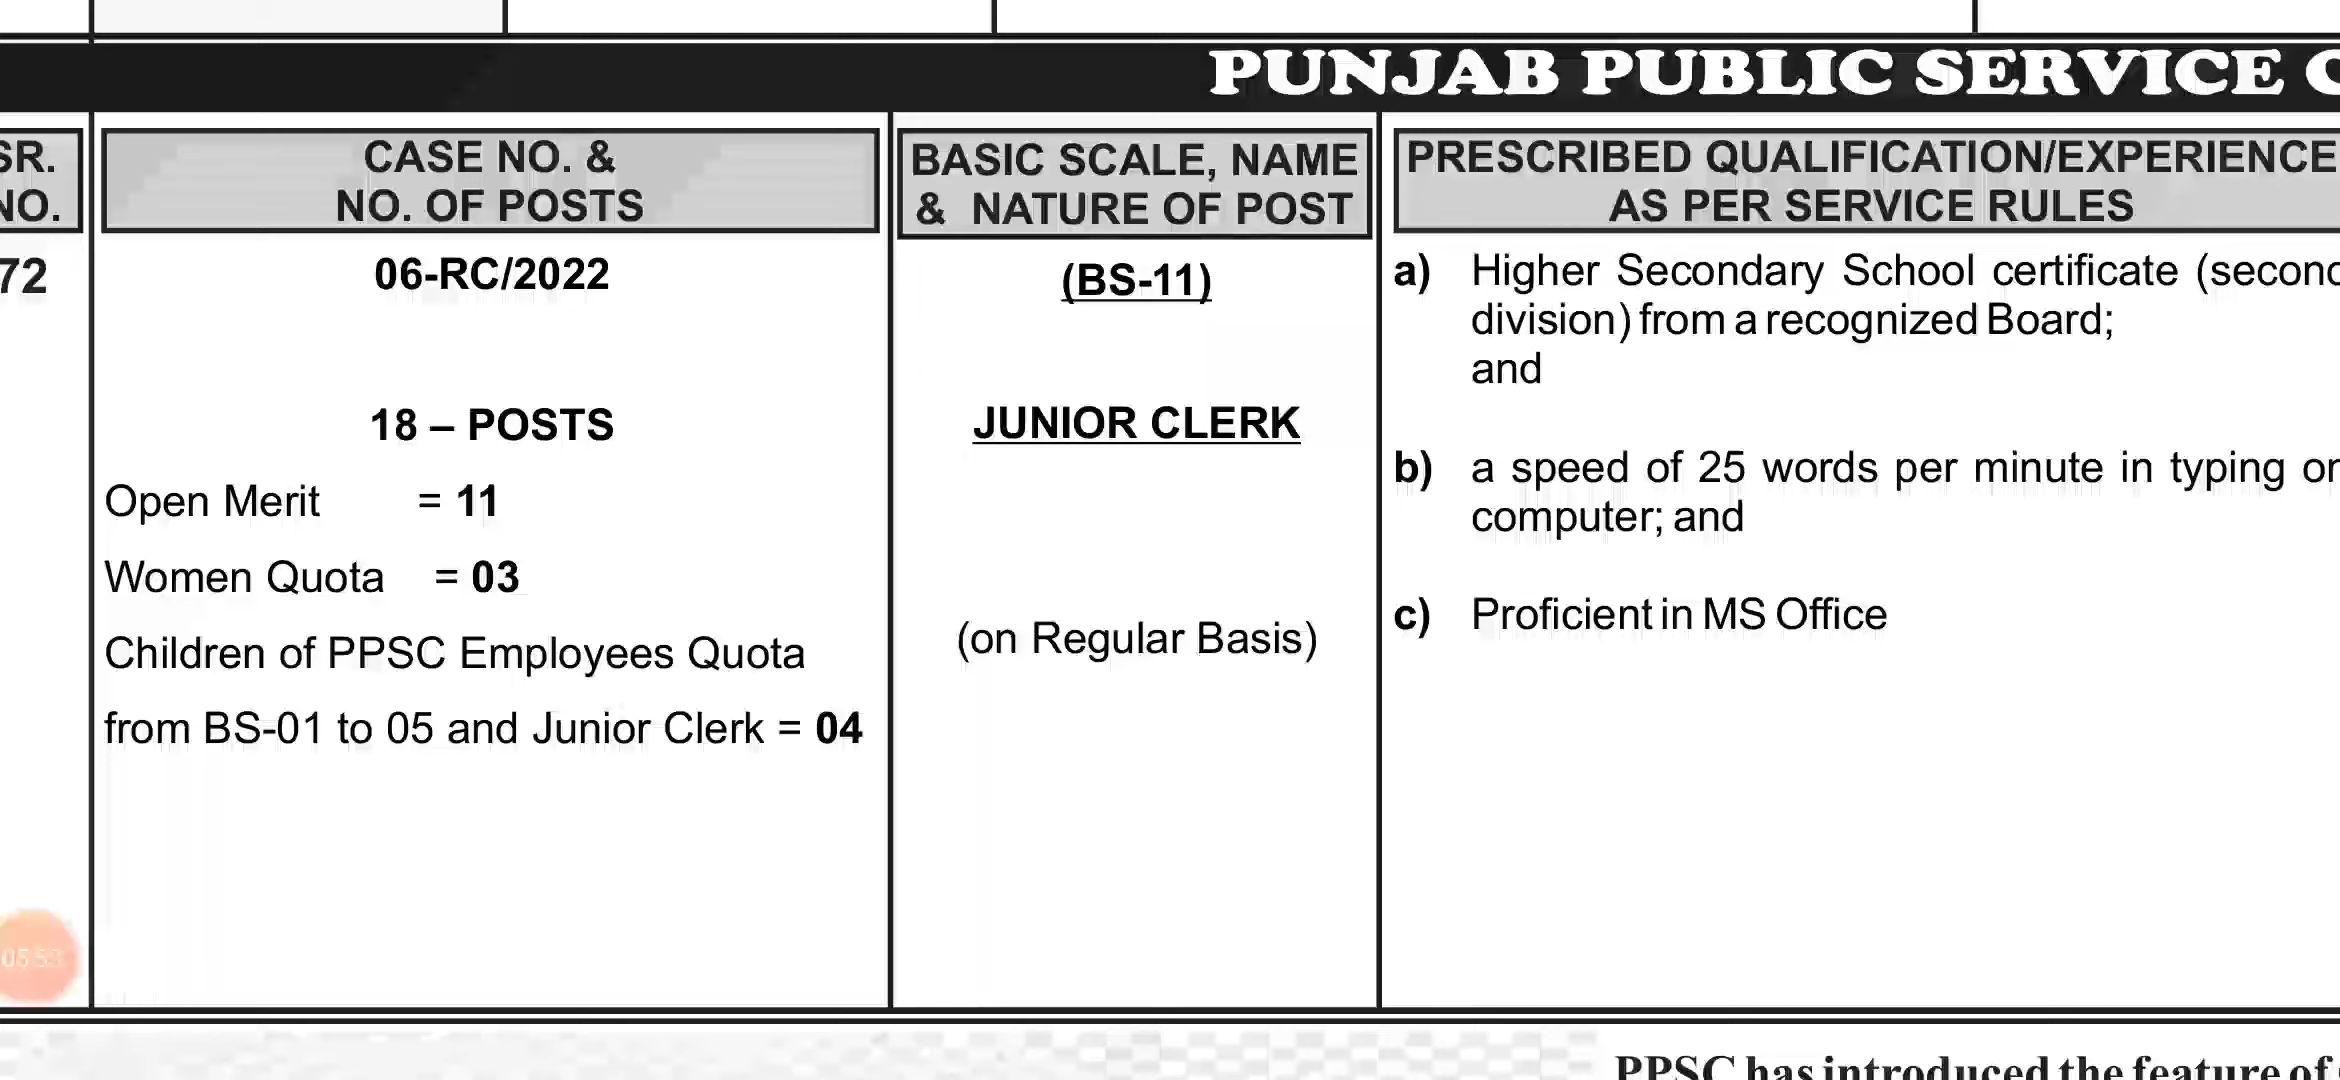 PUNJAB PUBLIC SERVICE C
SR.
NO.
CASE NO. &
NO. OF POSTS
BASIC SCALE, NAME
& NATURE OF POST
PRESCRIBED QUALIFICATION/EXPERIENCE
AS PER SERVICE RULES
72
06-RC/2022
18 – POSTS
Open Merit = 11
Women Quota = 03
Children of PPSC Employees Quota
from BS-01 to 05 and Junior Clerk = 04
(BS-11)
JUNIOR CLERK
(on Regular Basis)
a) Higher Secondary School certificate (second
division) from a recognized Board;
and
b) a speed of 25 words per minute in typing on
computer; and
c) Proficient in MS Office
05:53
PPSC has introduced the feature of